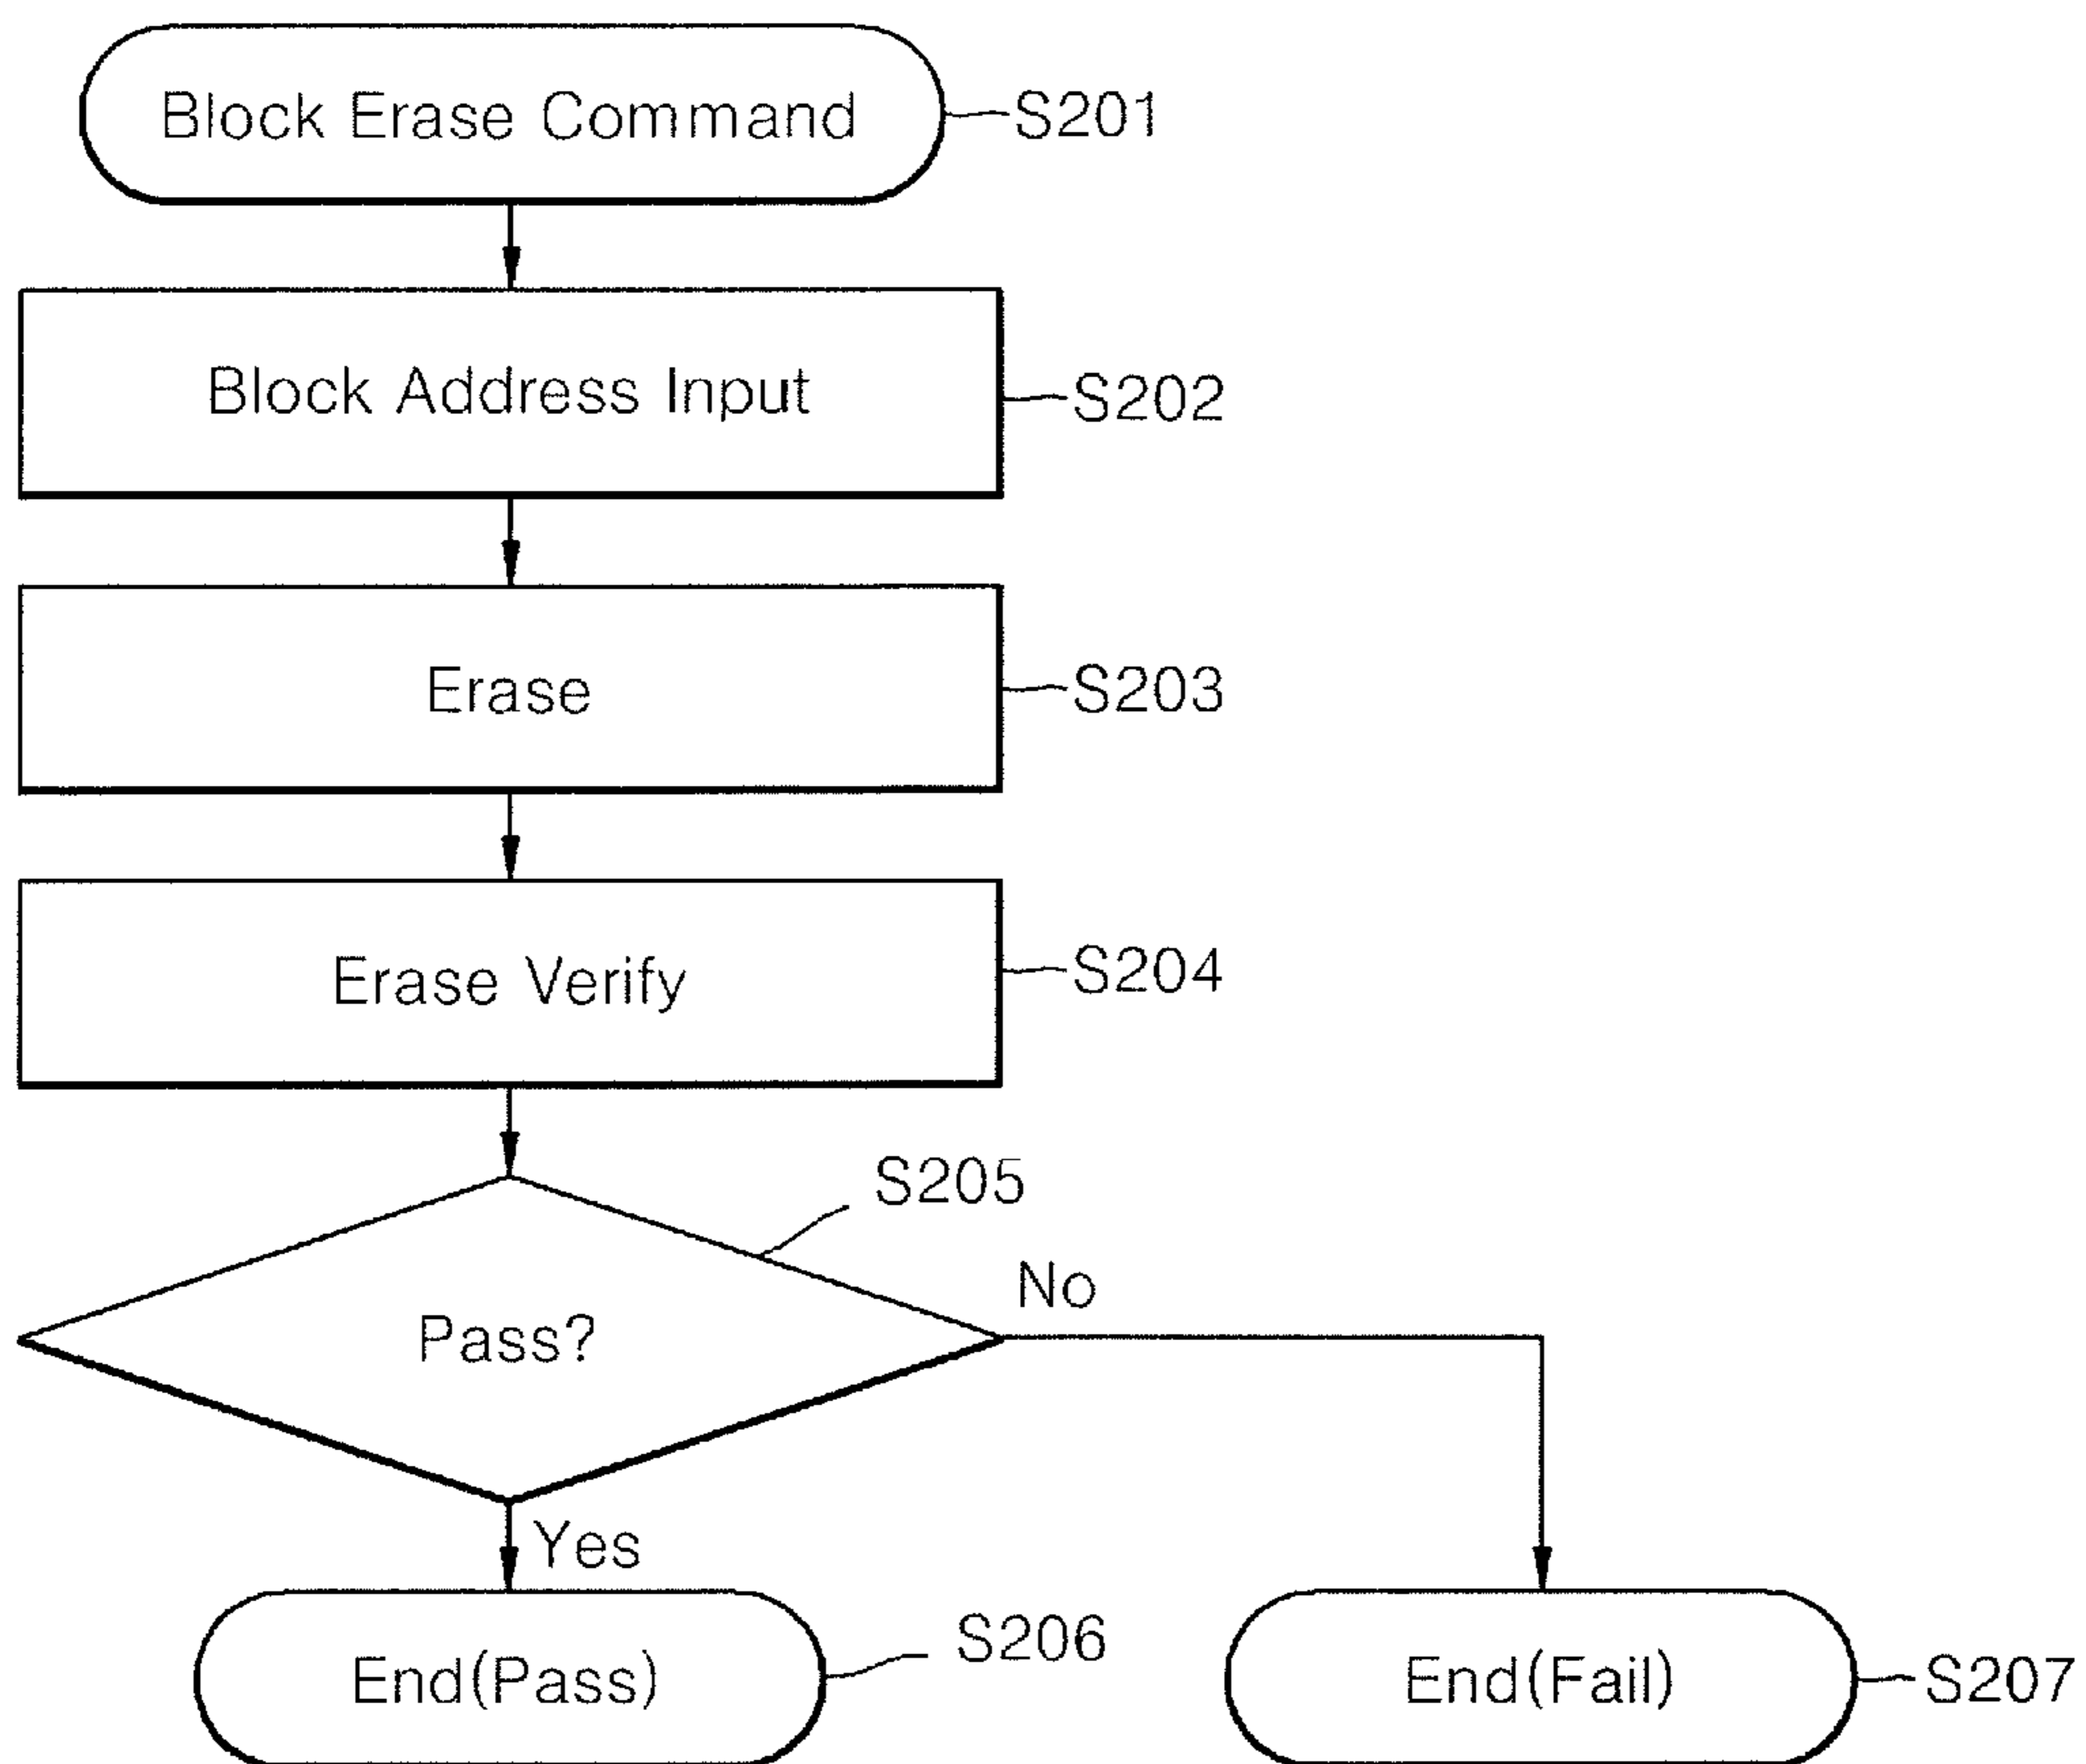 Block Erase Command
S201
Block Address Input
S202
Erase
S203
Erase Verify
S204
S205
Pass?
No
Yes
End(Pass)
S206
End(Fail)
S207